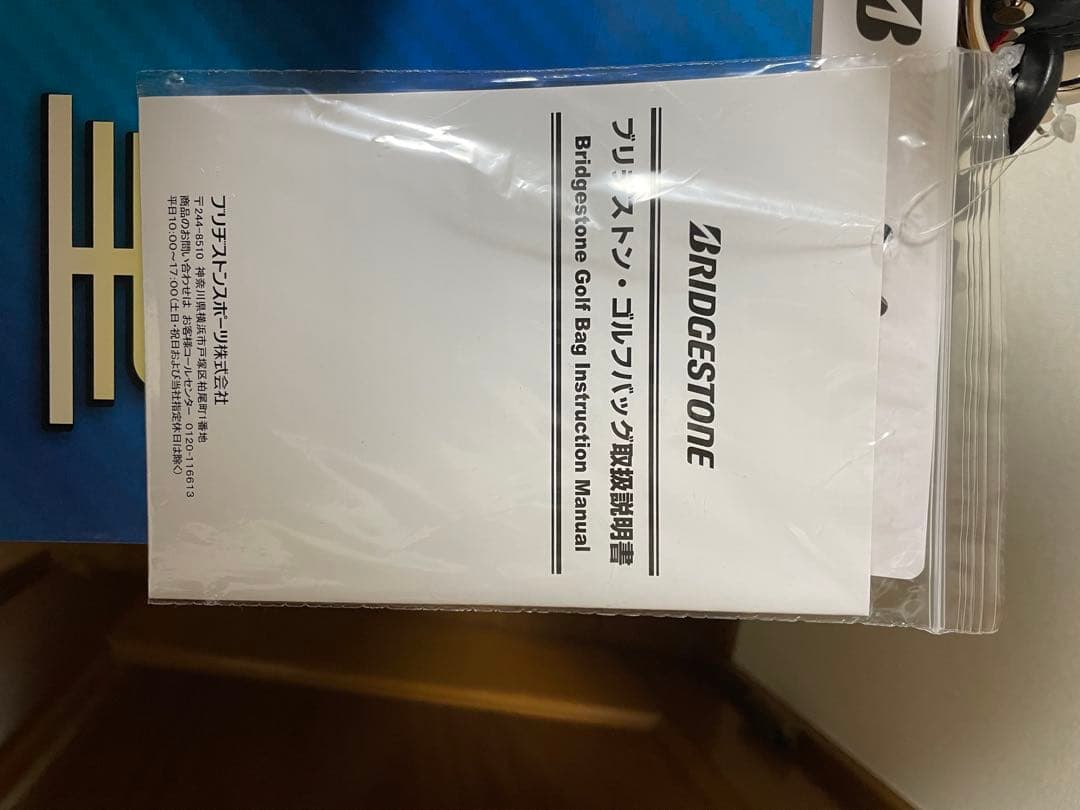 BRIDGESTONE
ブリヂストン・ゴルフバッグ取扱説明書
Bridgestone Golf Bag Instruction Manual
ブリヂストンスポーツ株式会社
〒244-8510 神奈川県横浜市戸塚区柏尾町1番地
商品のお問い合わせは お客様コールセンター 0120-116613
平日10:00～17:00(土日・祝日および当社指定休日は除く)